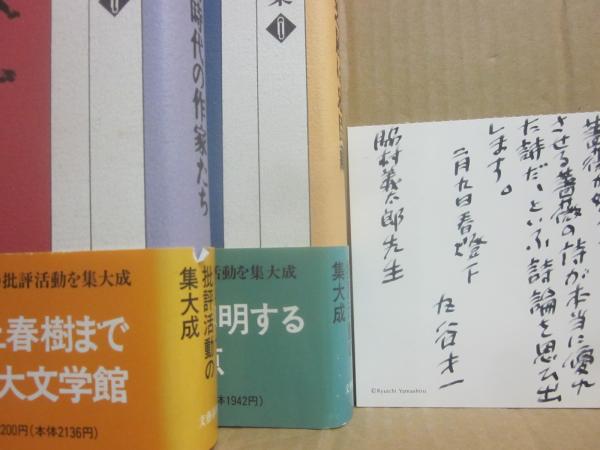 時代の作家たち
集
批評活動を集大成
春樹まで
大文学館
200円(本体2136円)
批評活動の
集大成
動を集大成
明する
本体1942円)
集大成
させる薔薇の詩が本当に優れ
た詩だ、といふ詩論を思ひ出
します。
二月九日春燈下
丸谷才一
脇村義太郎先生
©Ryuichi Yamashiro